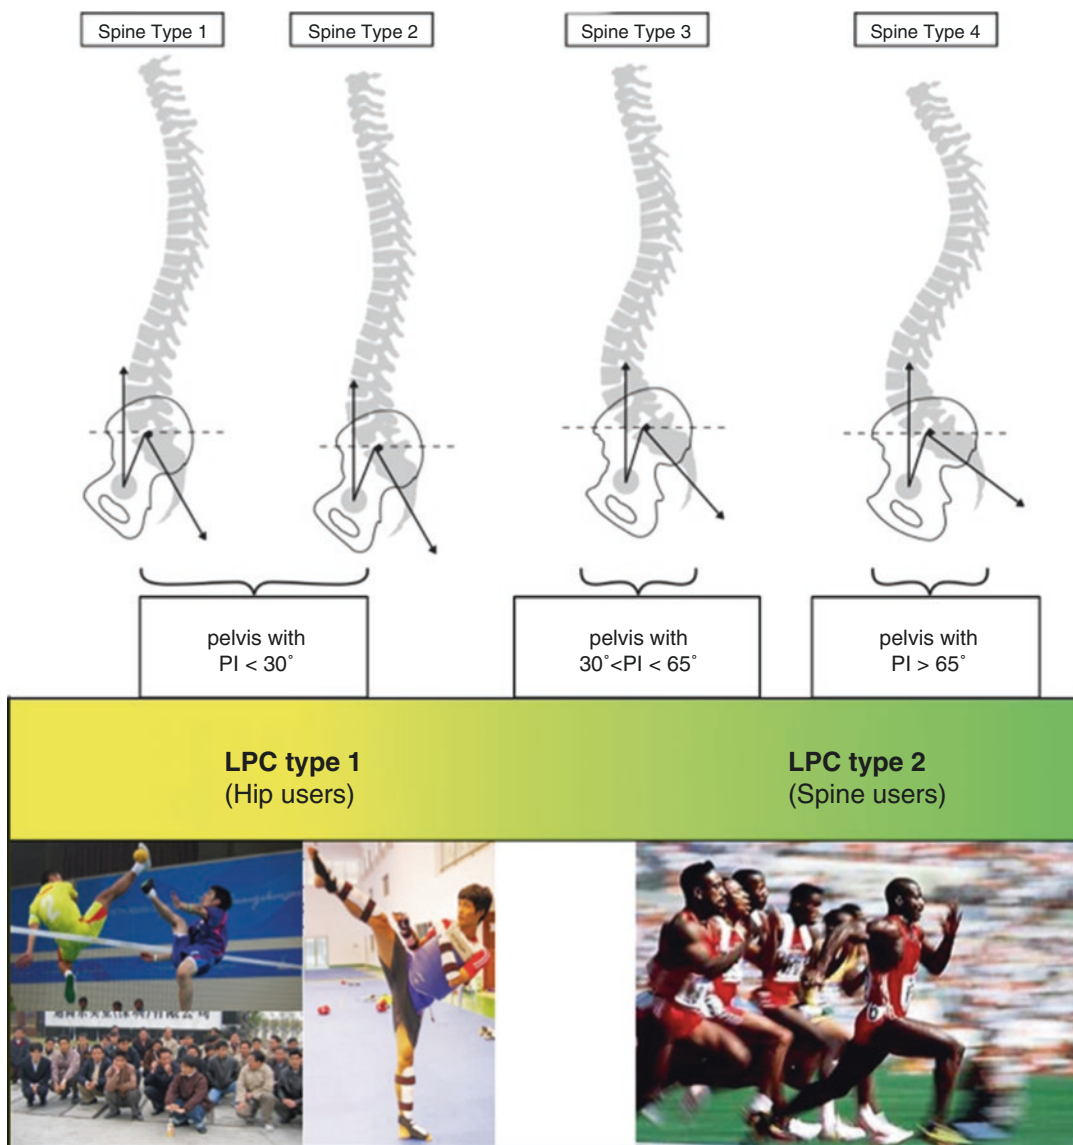 Spine Type 1
Spine Type 2
Spine Type 3
Spine Type 4
pelvis with
PI < 30°
pelvis with
30°<PI < 65°
pelvis with
PI > 65°
LPC type 1
(Hip users)
LPC type 2
(Spine users)
2